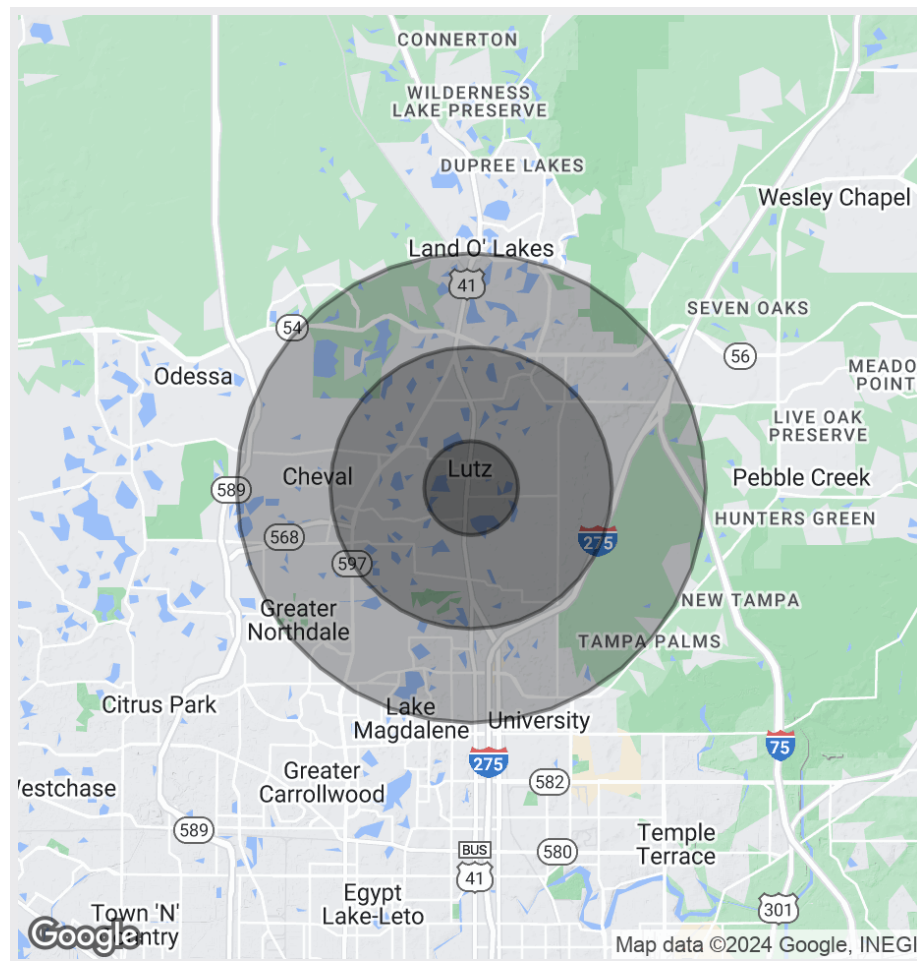 CONNERTON
WILDERNESS
LAKE PRESERVE
DUPREE LAKES
Wesley Chapel
Land O' Lakes
41
SEVEN OAKS
54
56
Odessa
MEADO
POINT
LIVE OAK
PRESERVE
Lutz
Cheval
Pebble Creek
589
HUNTERS GREEN
568
275
597
NEW TAMPA
Greater
Northdale
TAMPA PALMS
Citrus Park
Lake
Magdalene
University
75
275
Greater
Carrollwood
582
estchase
589
Temple
Terrace
BUS
41
580
Egypt
Lake-Leto
301
Town 'N'
Google
Map data ©2024 Google, INEGI